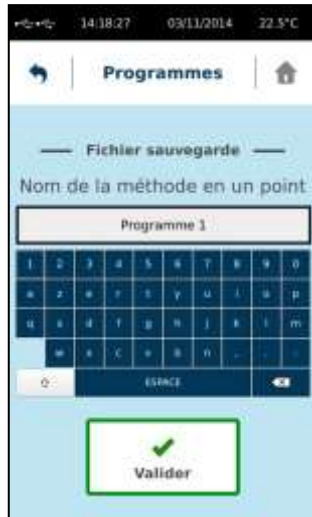 14:18:27 03/11/2014 22.5°C
Programmes
Fichier sauvegarde
Nom de la méthode en un point
Programme 1
1 2 3 4 5 6 7 8 9 0
a z e r t y u i o p
q s d f g h j k l m
w x c v b n
ESPACE
Valider